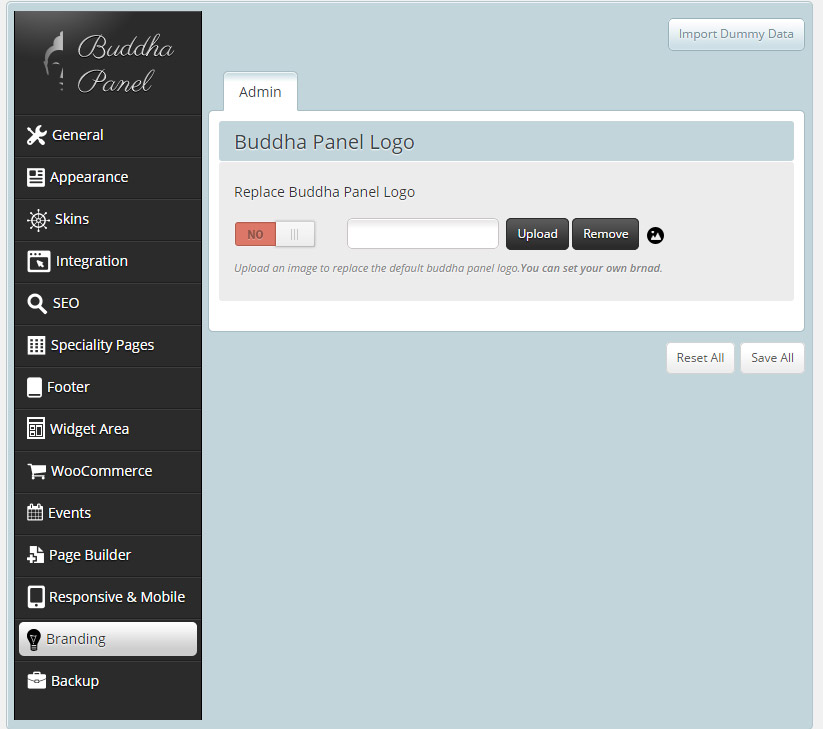 Buddha
Panel
General
Appearance
Skins
Integration
SEO
Speciality Pages
Footer
Widget Area
WooCommerce
Events
Page Builder
Responsive & Mobile
Branding
Backup
Import Dummy Data
Admin
Buddha Panel Logo
Replace Buddha Panel Logo
NO
Upload
Remove
Upload an image to replace the default buddha panel logo.You can set your own brnad.
Reset All
Save All